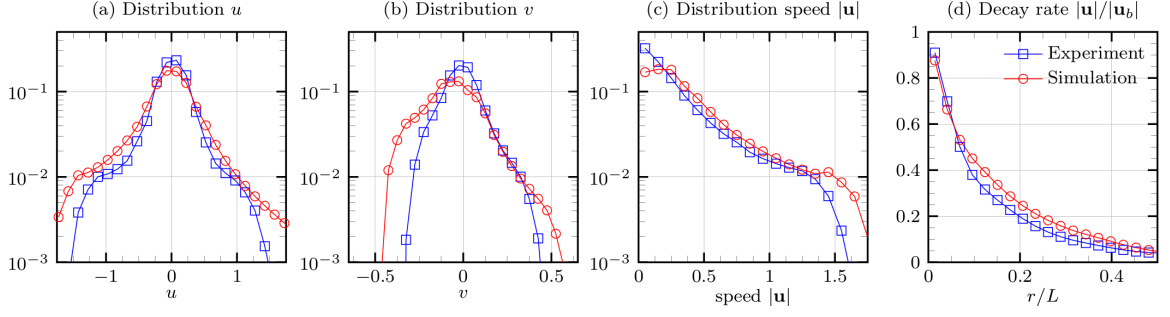 (a) Distribution u
(b) Distribution v
(c) Distribution speed |u|
(d) Decay rate |u|/|u_b|
10⁻¹
10⁻²
10⁻³
−1
0
1
u
10⁻¹
10⁻²
10⁻³
−0.5
0
0.5
v
10⁻¹
10⁻²
10⁻³
0
0.5
1
1.5
speed |u|
1
0.8
0.6
0.4
0.2
0
0
0.2
0.4
r/L
Experiment
Simulation